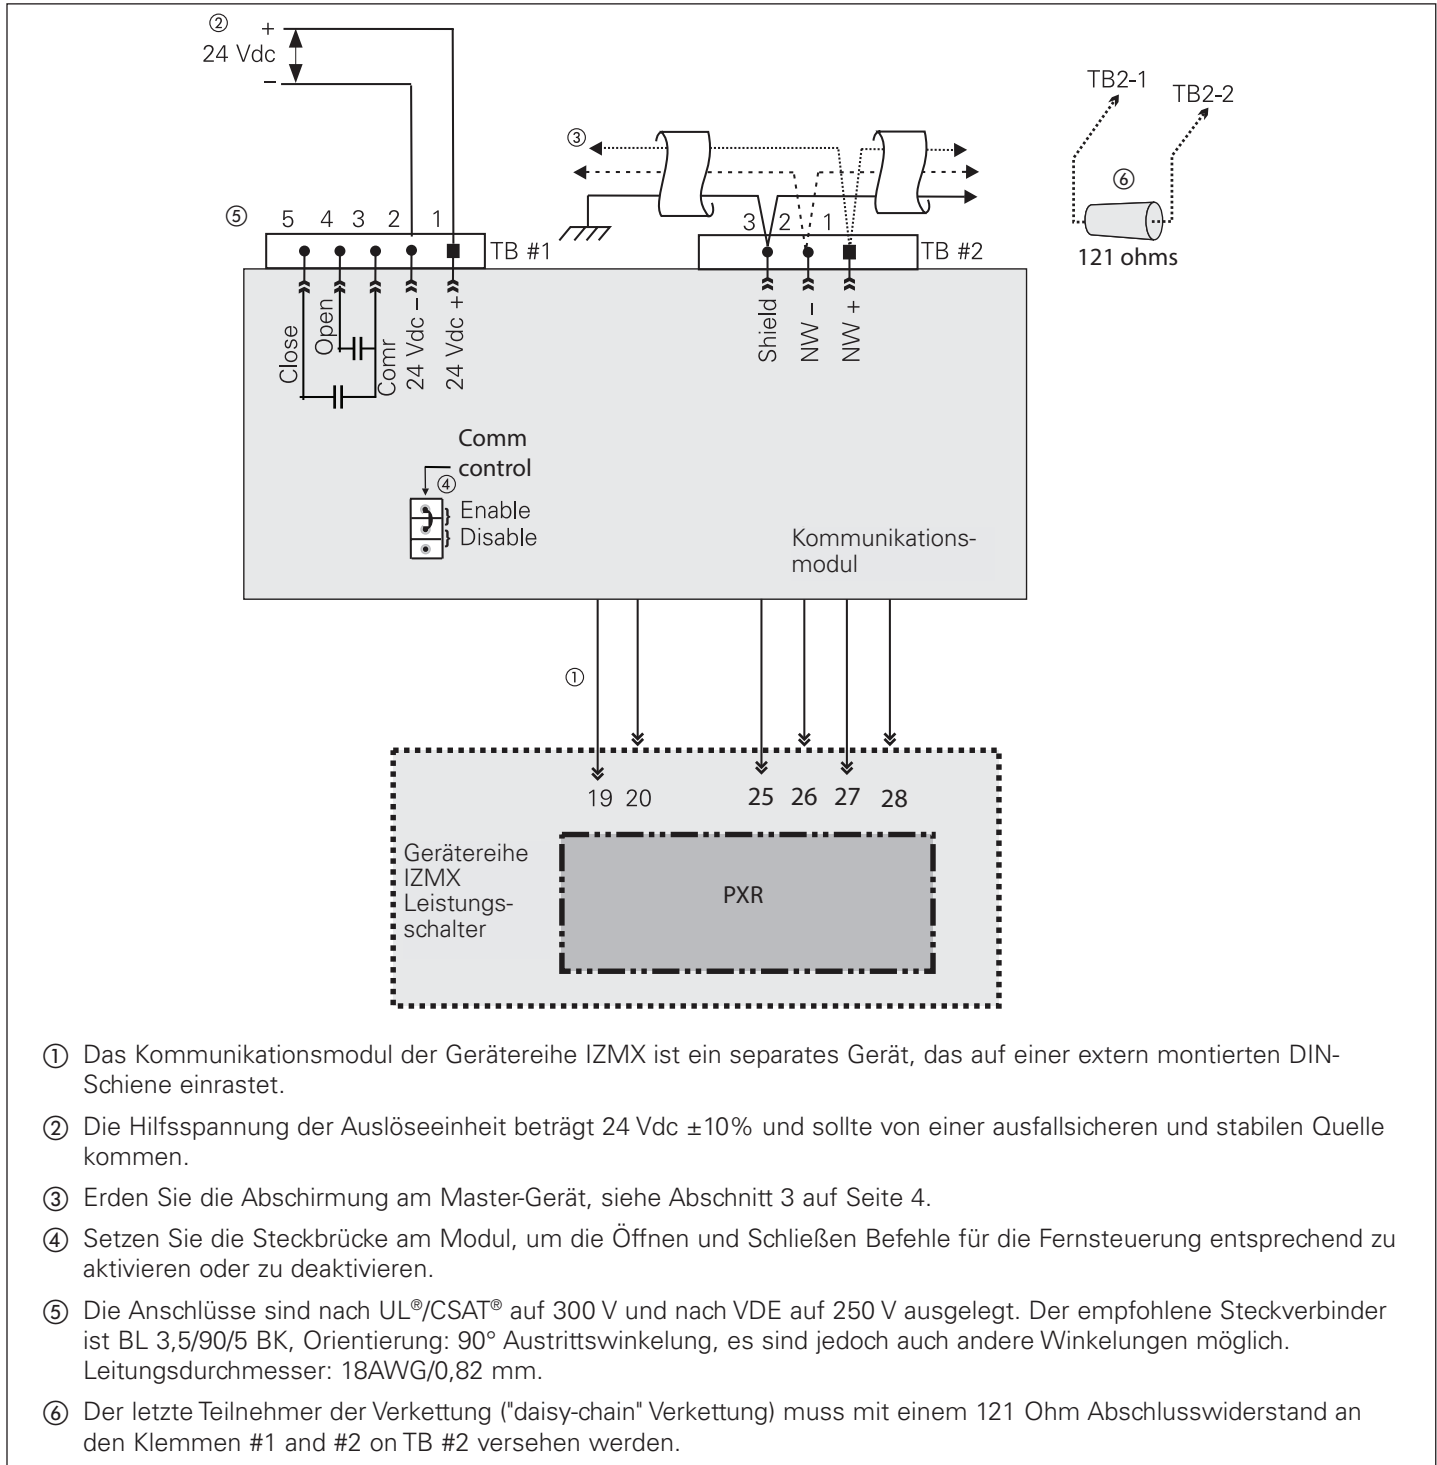 ② +
24 Vdc
–
TB2-1
TB2-2
③
⑥
121 ohms
⑤ 5 4 3 2 1
TB #1
3 2 1
TB #2
Close
Open
Comr
24 Vdc –
24 Vdc +
Shield
NW –
NW +
Comm
control
④
Enable
Disable
Kommunikations-
modul
①
19 20 25 26 27 28
Gerätereihe
IZMX
Leistungs-
schalter
PXR
① Das Kommunikationsmodul der Gerätereihe IZMX ist ein separates Gerät, das auf einer extern montierten DIN-
Schiene einrastet.
② Die Hilfsspannung der Auslöseeinheit beträgt 24 Vdc ±10% und sollte von einer ausfallsicheren und stabilen Quelle
kommen.
③ Erden Sie die Abschirmung am Master-Gerät, siehe Abschnitt 3 auf Seite 4.
④ Setzen Sie die Steckbrücke am Modul, um die Öffnen und Schließen Befehle für die Fernsteuerung entsprechend zu
aktivieren oder zu deaktivieren.
⑤ Die Anschlüsse sind nach UL®/CSAT® auf 300 V und nach VDE auf 250 V ausgelegt. Der empfohlene Steckverbinder
ist BL 3,5/90/5 BK, Orientierung: 90° Austrittswinkelung, es sind jedoch auch andere Winkelungen möglich.
Leitungsdurchmesser: 18AWG/0,82 mm.
⑥ Der letzte Teilnehmer der Verkettung ("daisy-chain" Verkettung) muss mit einem 121 Ohm Abschlusswiderstand an
den Klemmen #1 and #2 on TB #2 versehen werden.